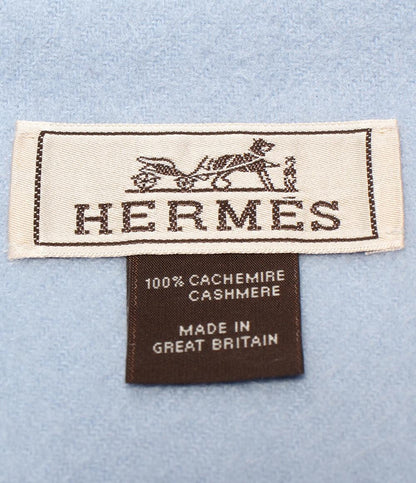 HERMÈS
100% CACHEMIRE
CASHMERE
MADE IN
GREAT BRITAIN